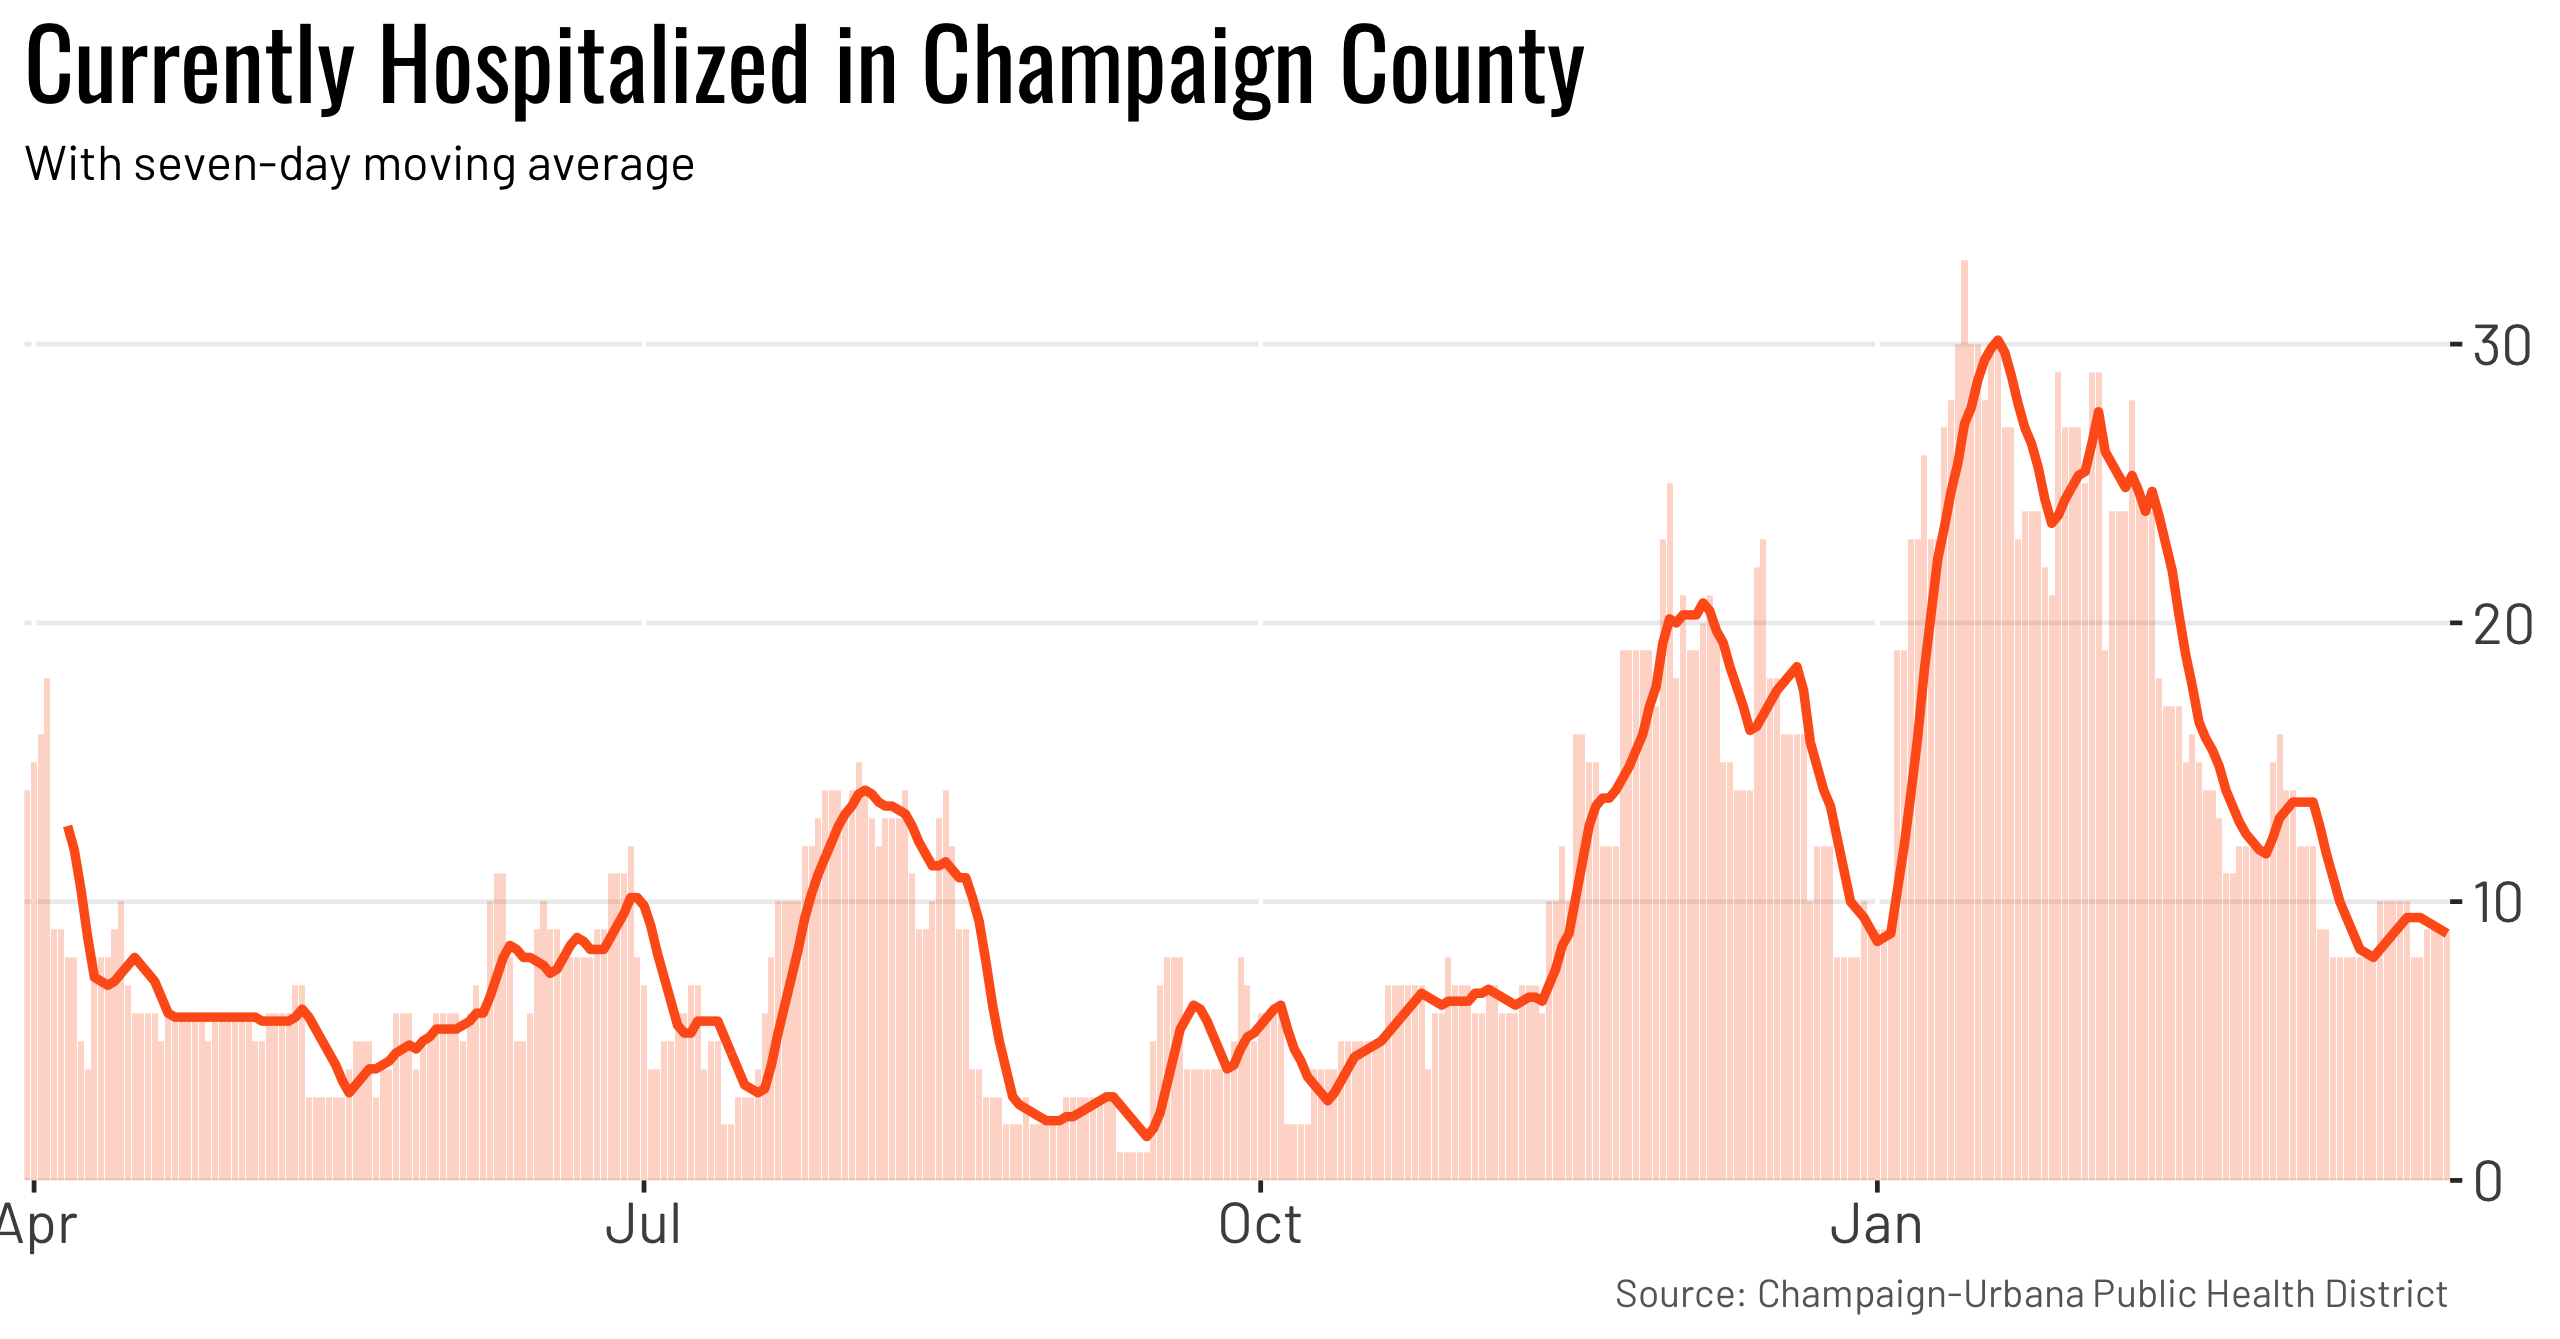 Currently Hospitalized in Champaign County
With seven-day moving average
30
20
10
0
Apr Jul Oct Jan
Source: Champaign-Urbana Public Health District